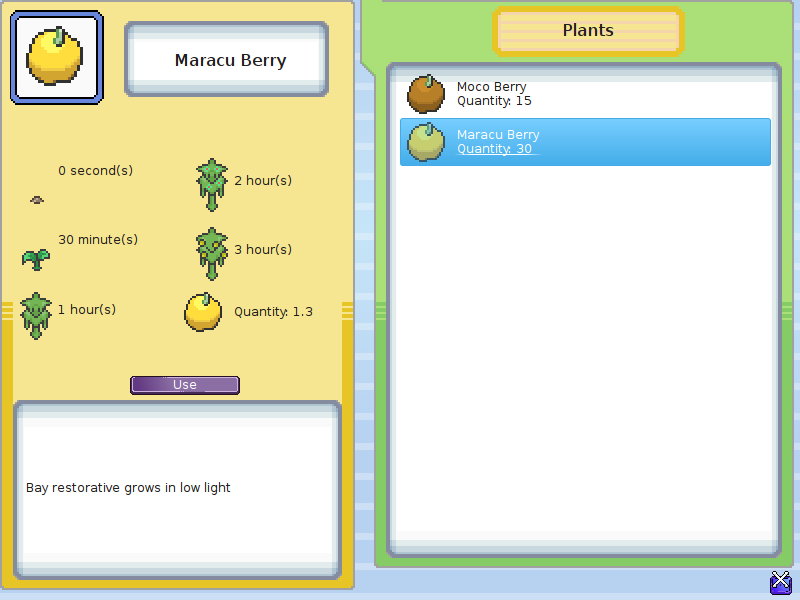 Maracu Berry
0 second(s)
2 hour(s)
30 minute(s)
3 hour(s)
1 hour(s)
Quantity: 1.3
Use
Bay restorative grows in low light
Plants
Moco Berry
Quantity: 15
Maracu Berry
Quantity: 30